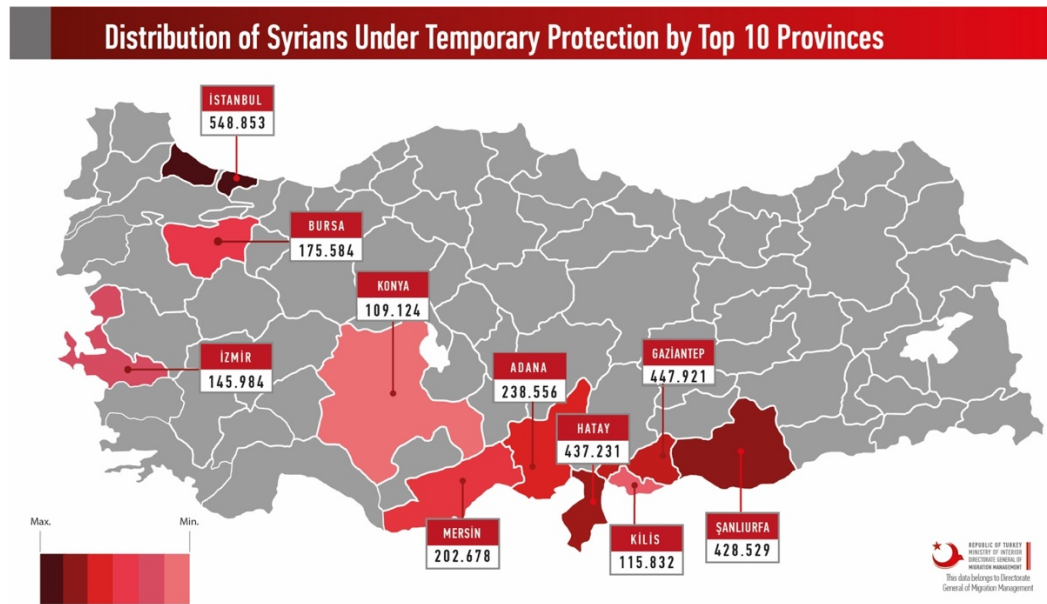 Distribution of Syrians Under Temporary Protection by Top 10 Provinces
İSTANBUL
548.853
BURSA
175.584
KONYA
109.124
İZMİR
145.984
ADANA
238.556
GAZİANTEP
447.921
HATAY
437.231
MERSİN
202.678
KİLİS
115.832
ŞANLIURFA
428.529
Max.
Min.
REPUBLIC OF TURKEY
MINISTRY OF INTERIOR
DIRECTORATE GENERAL OF
MIGRATION MANAGEMENT
This data belongs to Directorate
General of Migration Management